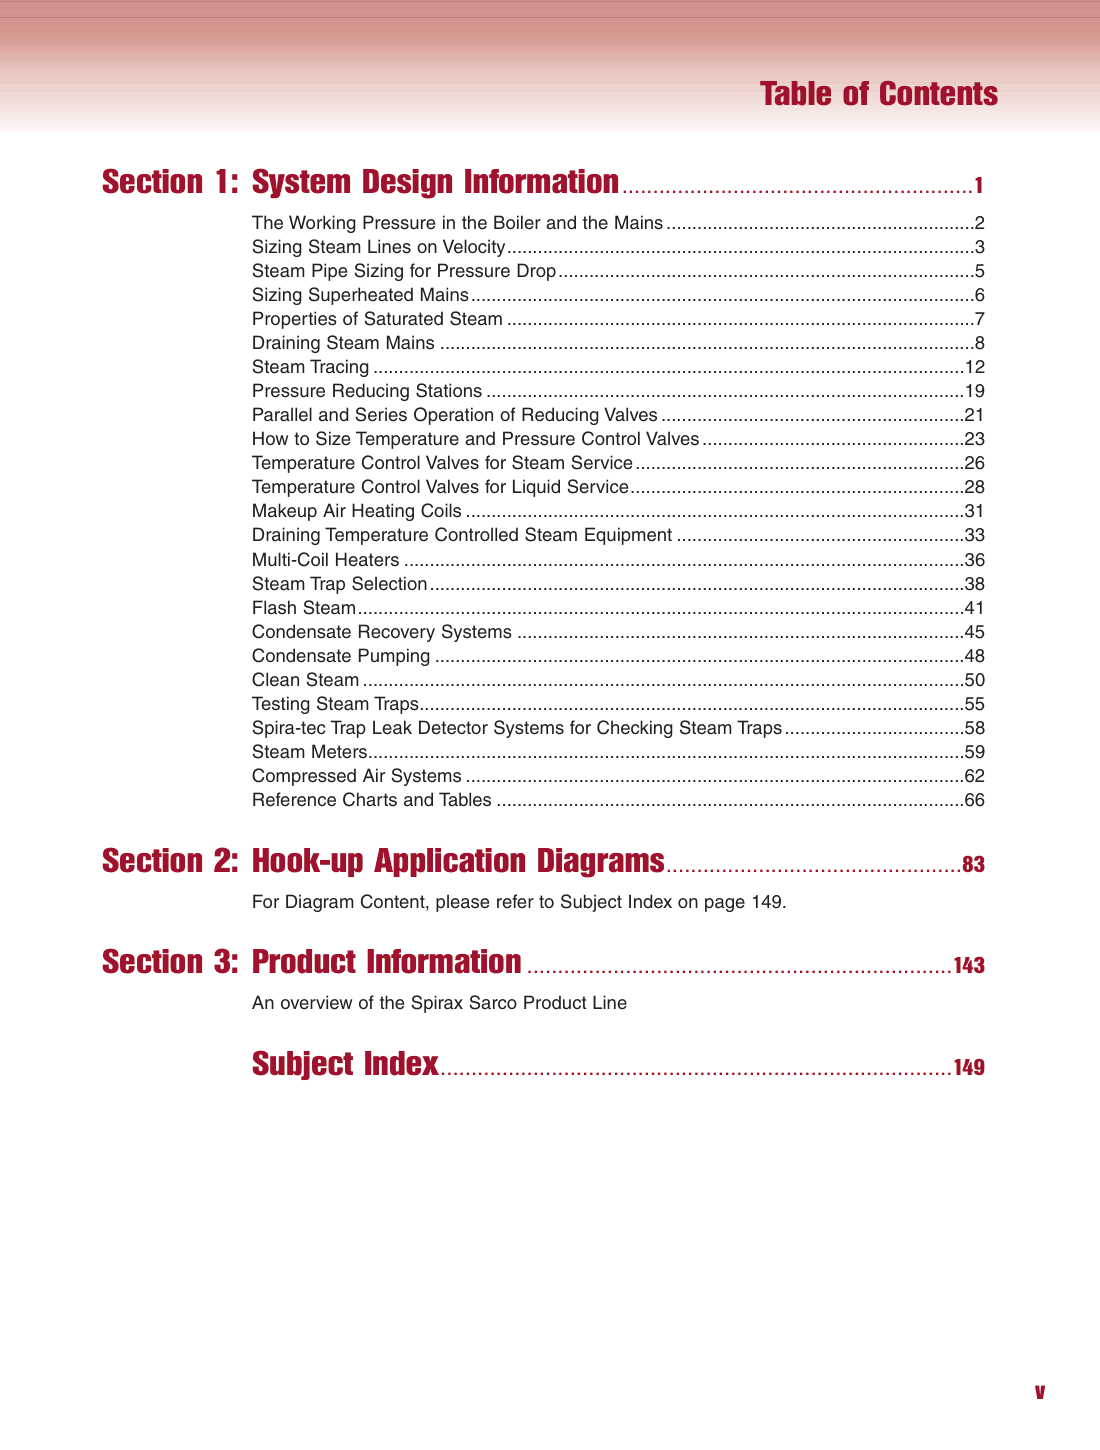 Table of Contents
Section 1: System Design Information.........................................................1
The Working Pressure in the Boiler and the Mains............................................................2
Sizing Steam Lines on Velocity...........................................................................................3
Steam Pipe Sizing for Pressure Drop.................................................................................5
Sizing Superheated Mains..................................................................................................6
Properties of Saturated Steam ...........................................................................................7
Draining Steam Mains ........................................................................................................8
Steam Tracing ...................................................................................................................12
Pressure Reducing Stations .............................................................................................19
Parallel and Series Operation of Reducing Valves ...........................................................21
How to Size Temperature and Pressure Control Valves...................................................23
Temperature Control Valves for Steam Service................................................................26
Temperature Control Valves for Liquid Service.................................................................28
Makeup Air Heating Coils .................................................................................................31
Draining Temperature Controlled Steam Equipment ........................................................33
Multi-Coil Heaters .............................................................................................................36
Steam Trap Selection........................................................................................................38
Flash Steam......................................................................................................................41
Condensate Recovery Systems .......................................................................................45
Condensate Pumping .......................................................................................................48
Clean Steam .....................................................................................................................50
Testing Steam Traps..........................................................................................................55
Spira-tec Trap Leak Detector Systems for Checking Steam Traps...................................58
Steam Meters....................................................................................................................59
Compressed Air Systems .................................................................................................62
Reference Charts and Tables ...........................................................................................66
Section 2: Hook-up Application Diagrams................................................83
For Diagram Content, please refer to Subject Index on page 149.
Section 3: Product Information .....................................................................143
An overview of the Spirax Sarco Product Line
Subject Index...................................................................................149
v